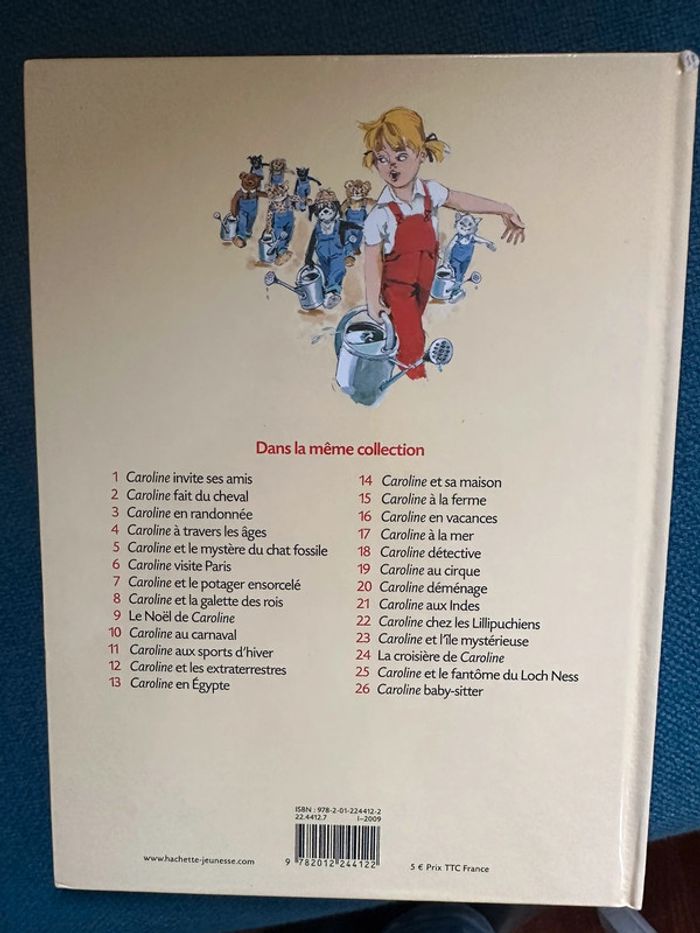 Dans la même collection
1 Caroline invite ses amis
2 Caroline fait du cheval
3 Caroline en randonnée
4 Caroline à travers les âges
5 Caroline et le mystère du chat fossile
6 Caroline visite Paris
7 Caroline et le potager ensorcelé
8 Caroline et la galette des rois
9 Le Noël de Caroline
10 Caroline au carnaval
11 Caroline aux sports d'hiver
12 Caroline et les extraterrestres
13 Caroline en Égypte
14 Caroline et sa maison
15 Caroline à la ferme
16 Caroline en vacances
17 Caroline à la mer
18 Caroline détective
19 Caroline au cirque
20 Caroline déménage
21 Caroline aux Indes
22 Caroline chez les Lillipuchiens
23 Caroline et l'île mystérieuse
24 La croisière de Caroline
25 Caroline et le fantôme du Loch Ness
26 Caroline baby-sitter
ISBN : 978-2-01-224412-2
22.4412.7 I-2009
www.hachette-jeunesse.com
9 782012 244122
5 € Prix TTC France